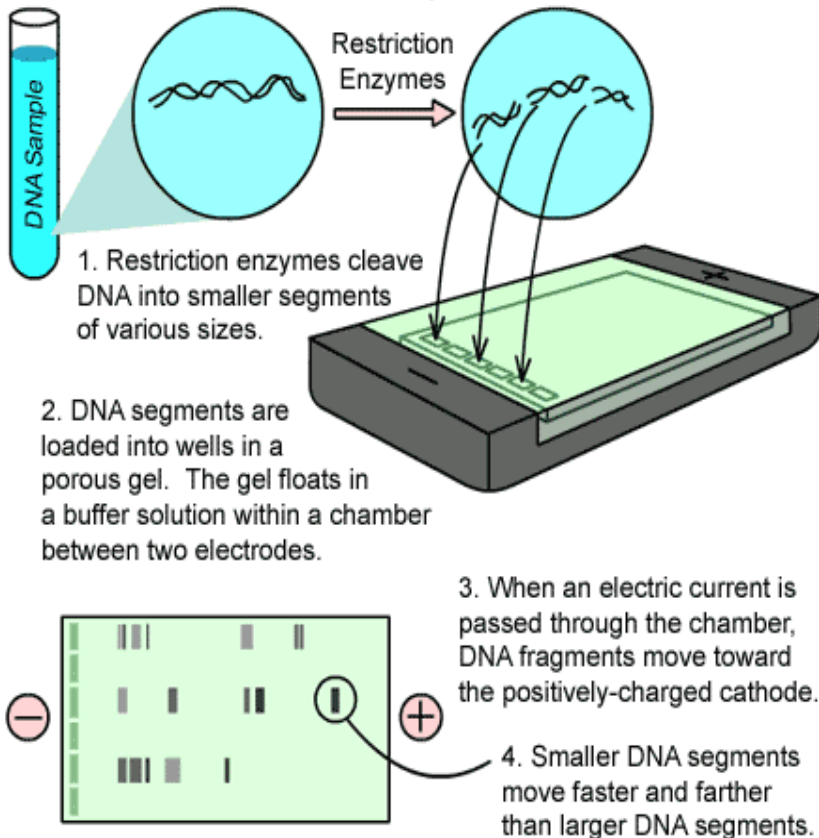 DNA Sample
Restriction
Enzymes
1. Restriction enzymes cleave
DNA into smaller segments
of various sizes.
+
−
2. DNA segments are
loaded into wells in a
porous gel. The gel floats in
a buffer solution within a chamber
between two electrodes.
3. When an electric current is
passed through the chamber,
DNA fragments move toward
the positively-charged cathode.
−
+
4. Smaller DNA segments
move faster and farther
than larger DNA segments.